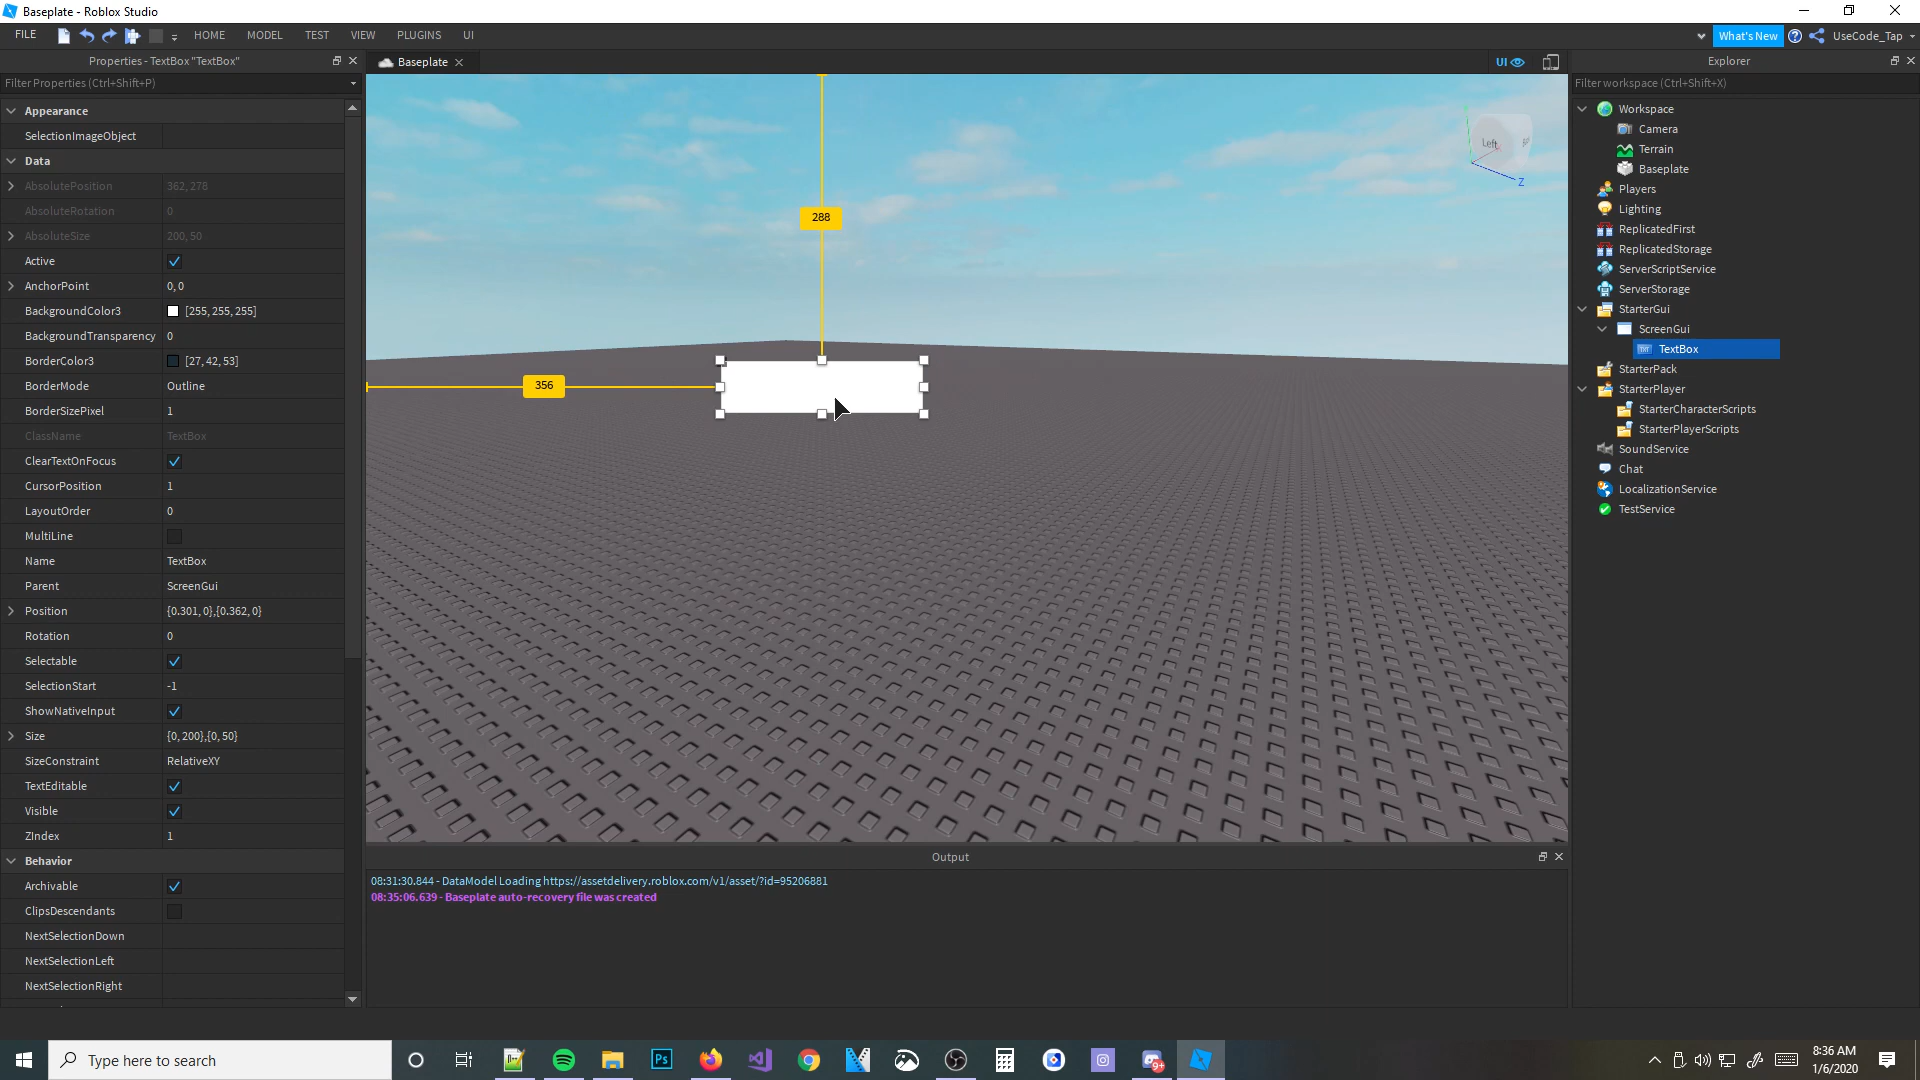 Baseplate - Roblox Studio
FILE
HOME
MODEL
TEST
VIEW
PLUGINS
UI
What's New
UseCode_Tap
Properties - TextBox "TextBox"
Filter Properties (Ctrl+Shift+P)
Appearance
SelectionImageObject
Data
AbsolutePosition 362, 278
AbsoluteRotation 0
AbsoluteSize 200, 50
Active
AnchorPoint 0, 0
BackgroundColor3 [255, 255, 255]
BackgroundTransparency 0
BorderColor3 [27, 42, 53]
BorderMode Outline
BorderSizePixel 1
ClassName TextBox
ClearTextOnFocus
CursorPosition 1
LayoutOrder 0
MultiLine
Name TextBox
Parent ScreenGui
Position {0.301, 0},{0.362, 0}
Rotation 0
Selectable
SelectionStart -1
ShowNativeInput
Size {0, 200},{0, 50}
SizeConstraint RelativeXY
TextEditable
Visible
ZIndex 1
Behavior
Archivable
ClipsDescendants
NextSelectionDown
NextSelectionLeft
NextSelectionRight
Baseplate
UI
288
356
Left
Z
Output
08:31:30.844 - DataModel Loading https://assetdelivery.roblox.com/v1/asset/?id=95206881
08:35:06.639 - Baseplate auto-recovery file was created
Explorer
Filter workspace (Ctrl+Shift+X)
Workspace
Camera
Terrain
Baseplate
Players
Lighting
ReplicatedFirst
ReplicatedStorage
ServerScriptService
ServerStorage
StarterGui
ScreenGui
TextBox
StarterPack
StarterPlayer
StarterCharacterScripts
StarterPlayerScripts
SoundService
Chat
LocalizationService
TestService
Type here to search
Ps
9+
8:36 AM
1/6/2020